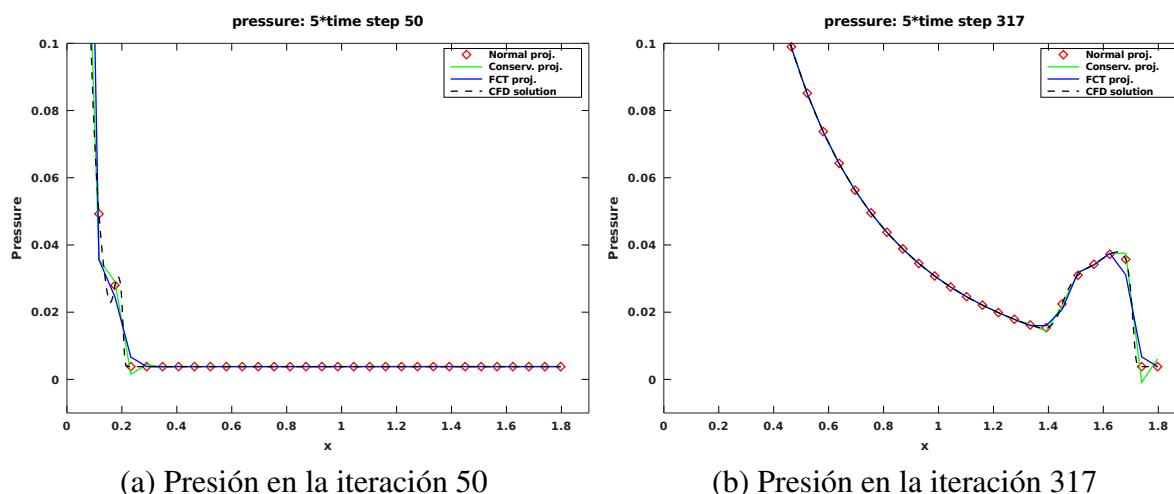 pressure: 5*time step 50
0.1
0.08
0.06
0.04
0.02
0
Pressure
Normal proj.
Conserv. proj.
FCT proj.
CFD solution
0 0.2 0.4 0.6 0.8 1 1.2 1.4 1.6 1.8
x
(a) Presión en la iteración 50
pressure: 5*time step 317
0.1
0.08
0.06
0.04
0.02
0
Pressure
Normal proj.
Conserv. proj.
FCT proj.
CFD solution
0 0.2 0.4 0.6 0.8 1 1.2 1.4 1.6 1.8
x
(b) Presión en la iteración 317